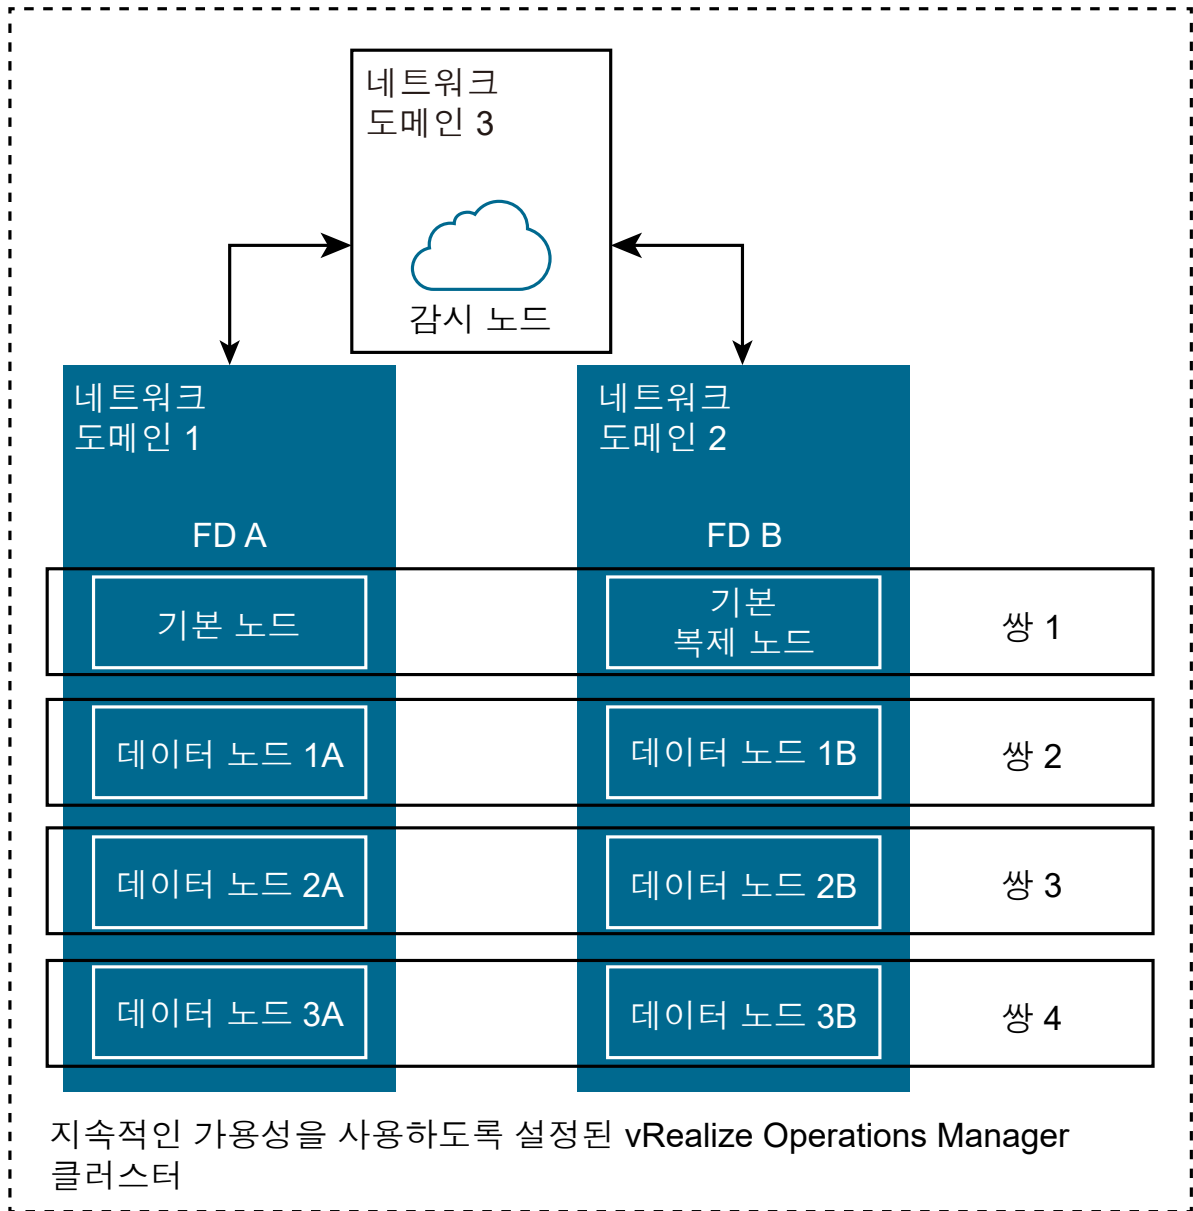 네트워크
도메인 3
감시 노드
네트워크
도메인 1
네트워크
도메인 2
FD A
FD B
기본 노드
기본
복제 노드
쌍 1
데이터 노드 1A
데이터 노드 1B
쌍 2
데이터 노드 2A
데이터 노드 2B
쌍 3
데이터 노드 3A
데이터 노드 3B
쌍 4
지속적인 가용성을 사용하도록 설정된 vRealize Operations Manager
클러스터